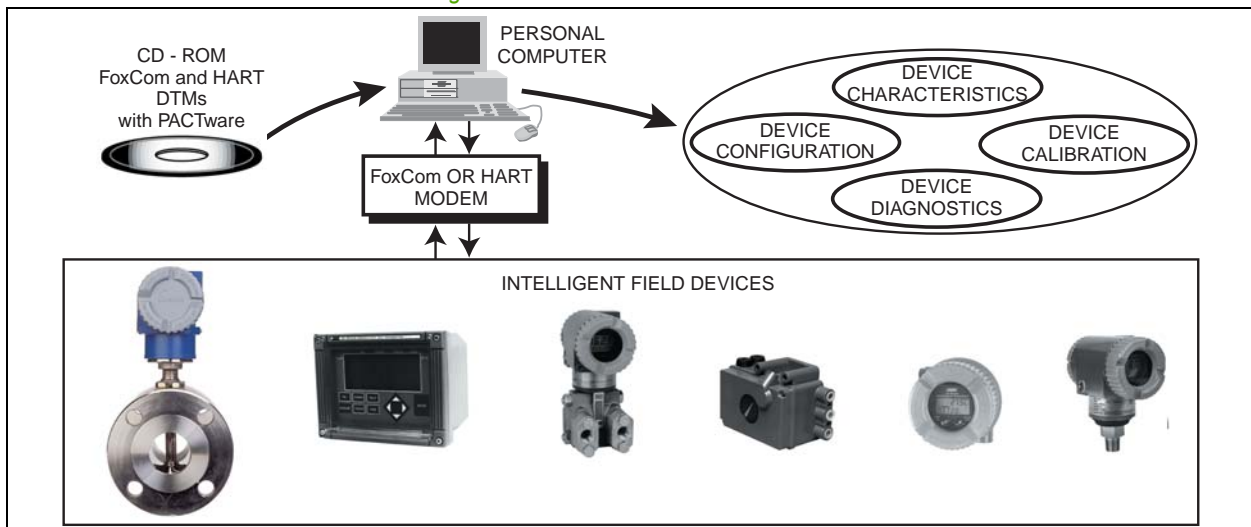 CD - ROM
FoxCom and HART
DTMs
with PACTware
PERSONAL
COMPUTER
DEVICE
CHARACTERISTICS
DEVICE
CONFIGURATION
DEVICE
CALIBRATION
DEVICE
DIAGNOSTICS
FoxCom OR HART
MODEM
INTELLIGENT FIELD DEVICES